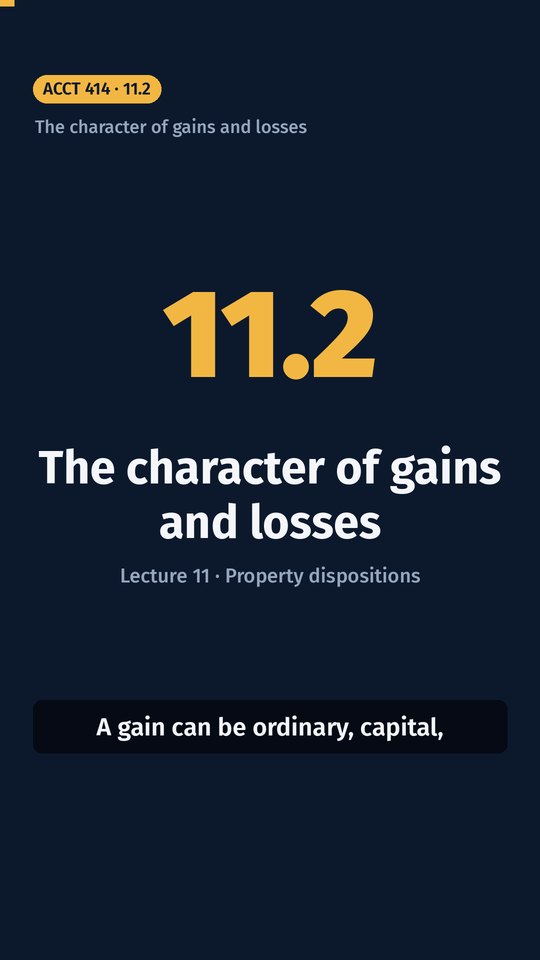 ACCT 414 · 11.2
The character of gains and losses
11.2
The character of gains
and losses
Lecture 11 · Property dispositions
A gain can be ordinary, capital,